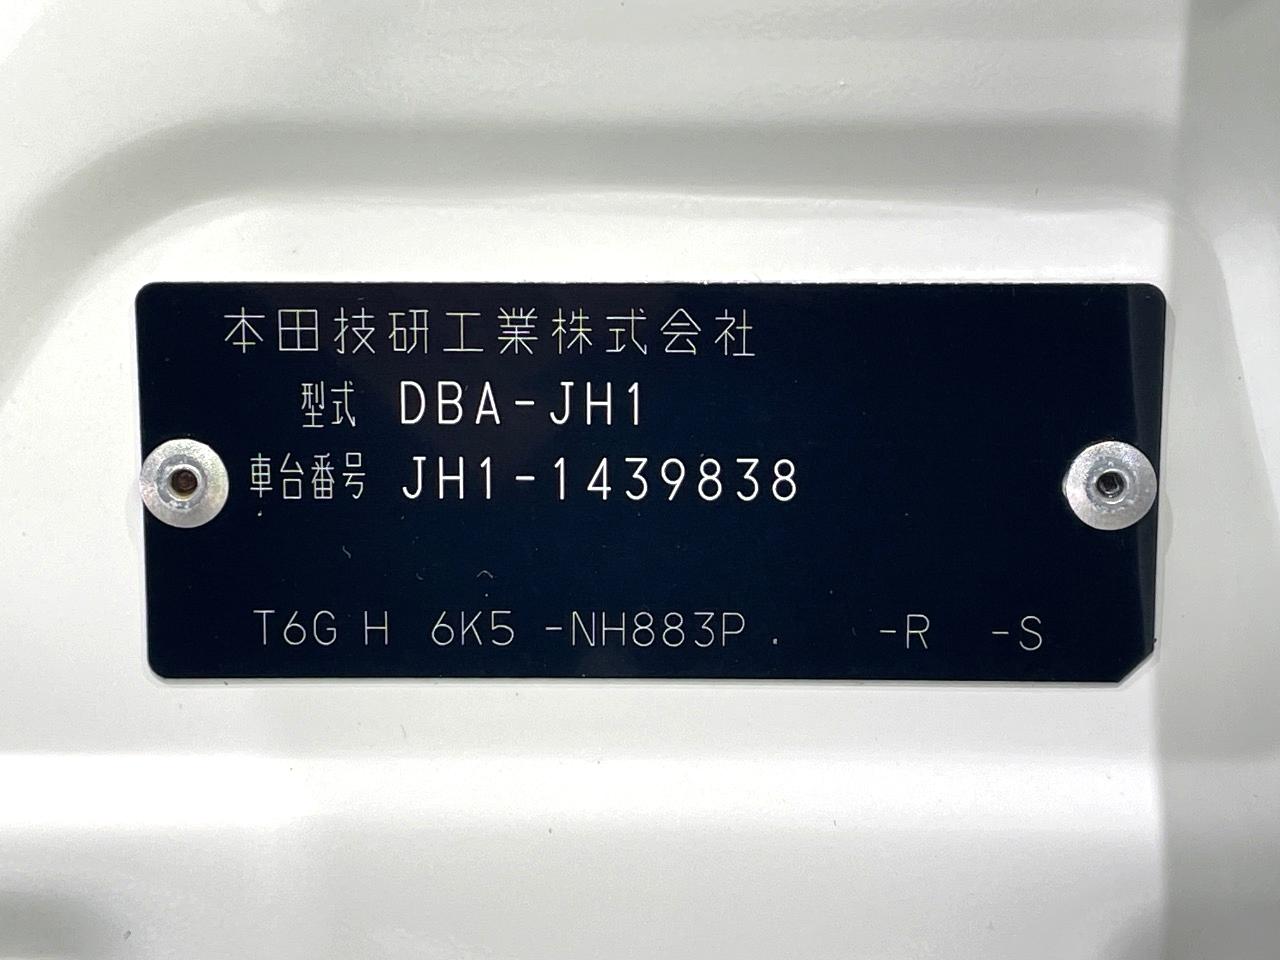 本田技研工業株式会社
型式 DBA-JH1
車台番号 JH1-1439838
T6G H 6K5 -NH883P. -R -S